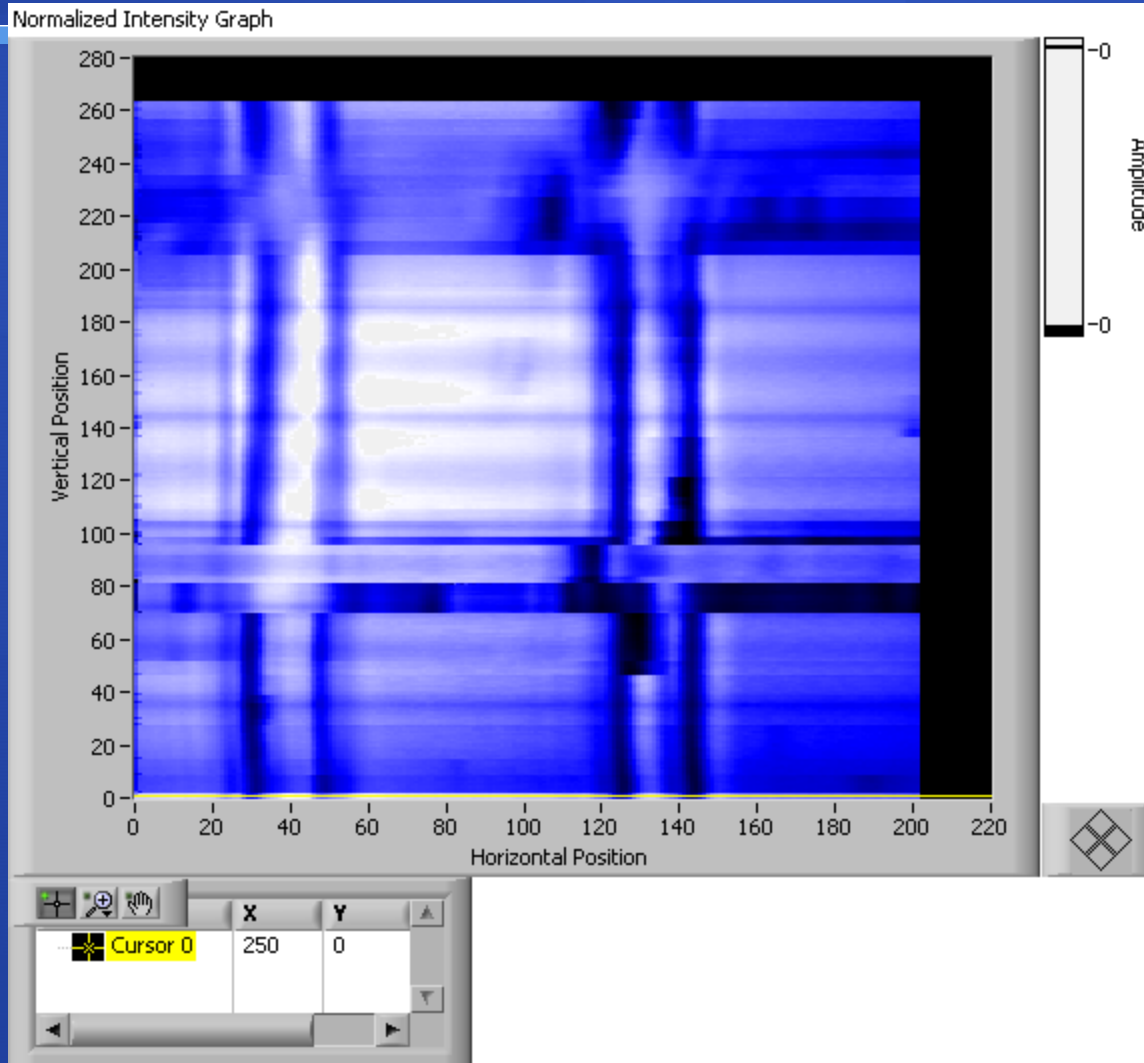 Normalized Intensity Graph
280
260
240
220
200
180
160
140
120
100
80
60
40
20
0
Vertical Position
0 20 40 60 80 100 120 140 160 180 200 220
Horizontal Position
-0
Amplitude
-0
X Y
Cursor 0 250 0